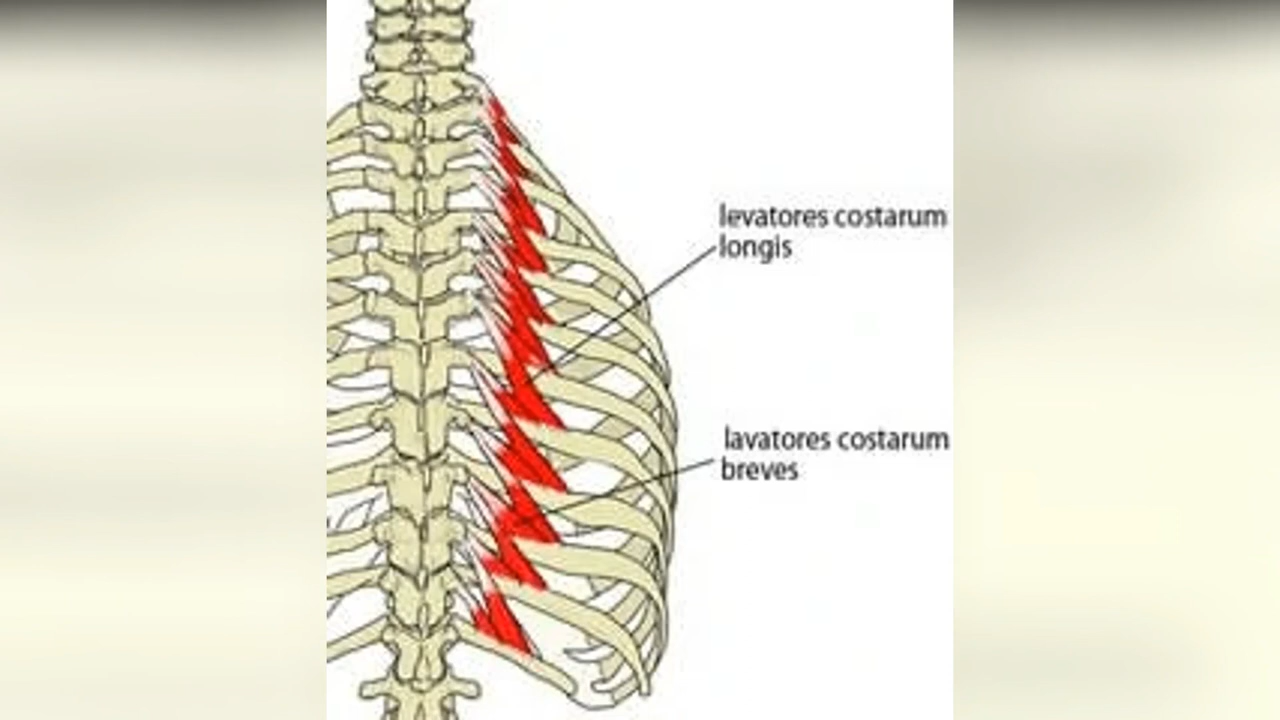 levatores costarum
longis
lavatores costarum
breves